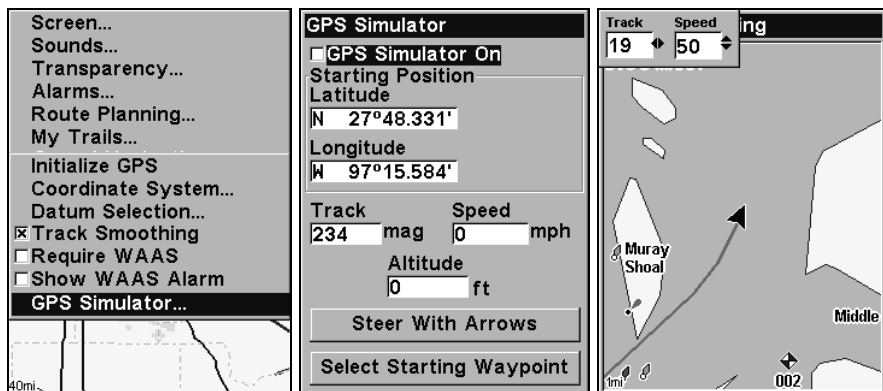 Screen...
Sounds...
Transparency...
Alarms...
Route Planning...
My Trails...
Initialize GPS
Coordinate System...
Datum Selection...
Track Smoothing
Require WAAS
Show WAAS Alarm
GPS Simulator...
40mi
GPS Simulator
GPS Simulator On
Starting Position
Latitude
N 27°48.331'
Longitude
W 97°15.584'
Track Speed
234 mag 0 mph
Altitude
0 ft
Steer With Arrows
Select Starting Waypoint
Track Speed
19 50
ing
Muray
Shoal
Middle
002
1mi